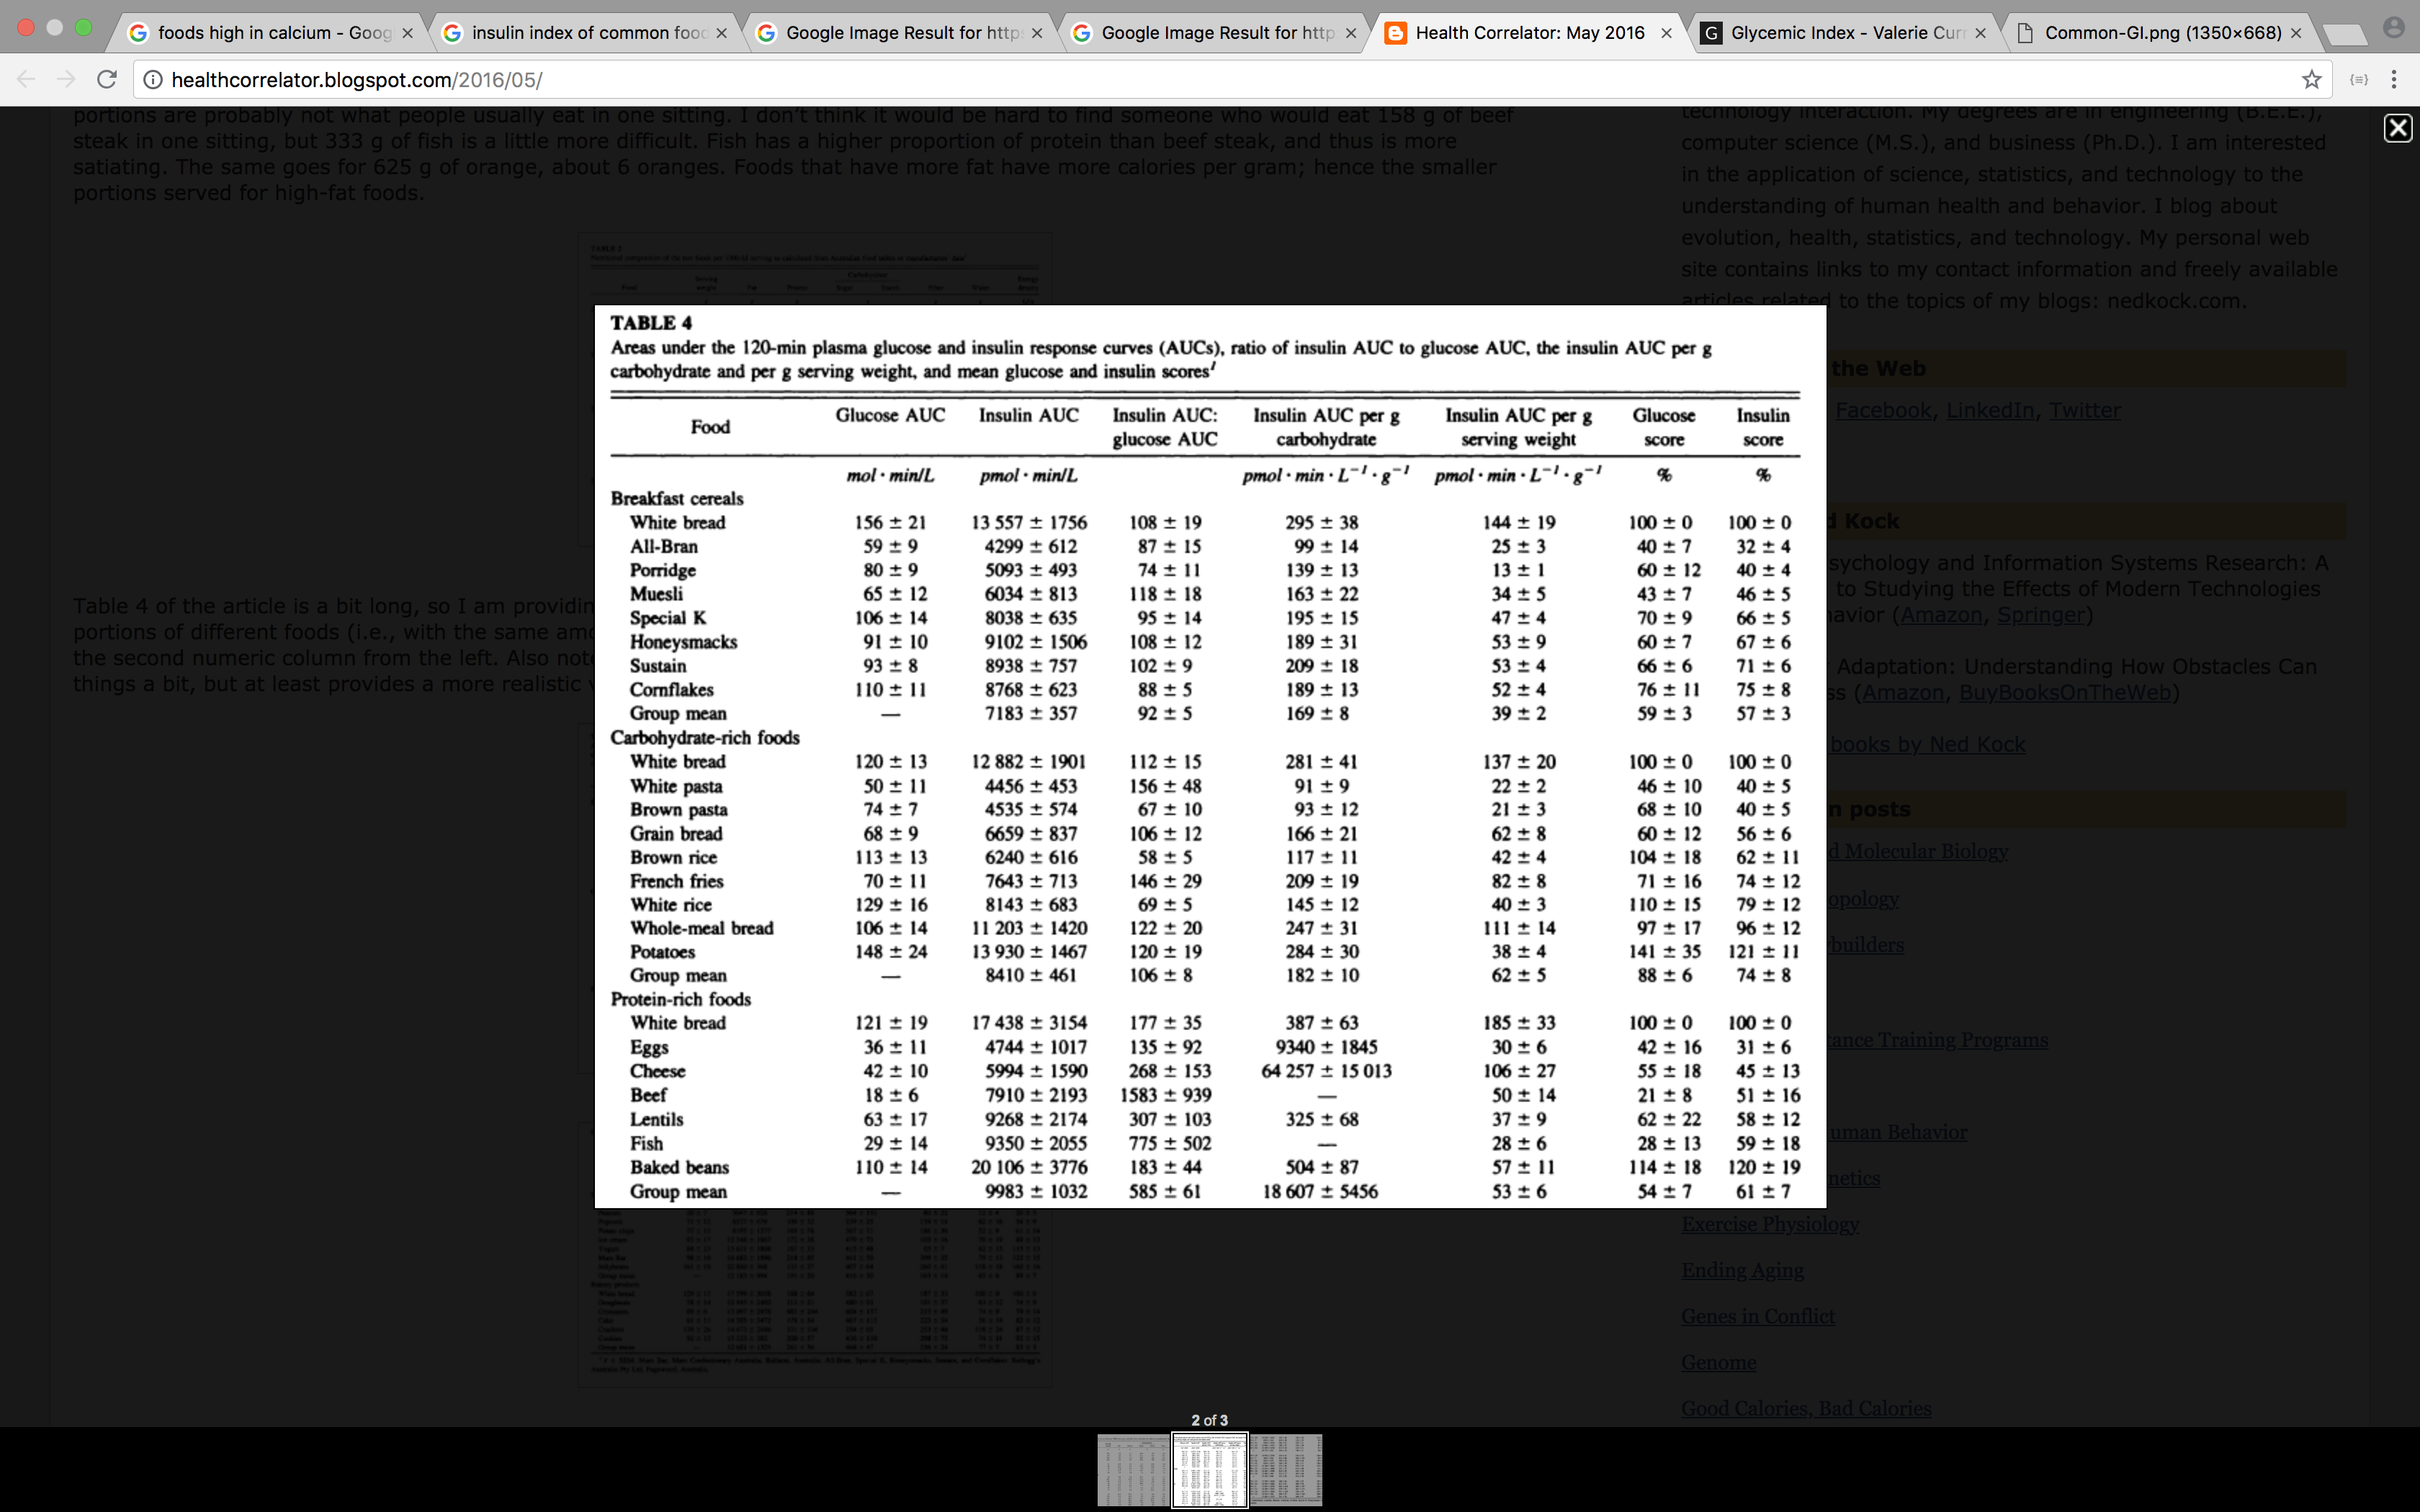 foods high in calcium - Goog
insulin index of common food
Google Image Result for http
Google Image Result for http
Health Correlator: May 2016
Glycemic Index - Valerie Cur
Common-GI.png (1350×668)
healthcorrelator.blogspot.com/2016/05/
portions are probably not what people usually eat in one sitting. I don't think it would be hard to find someone who would eat 158 g of beef
steak in one sitting, but 333 g of fish is a little more difficult. Fish has a higher proportion of protein than beef steak, and thus is more
satiating. The same goes for 625 g of orange, about 6 oranges. Foods that have more fat have more calories per gram; hence the smaller
portions served for high-fat foods.
technology interaction. My degrees are in engineering (B.E.E.),
computer science (M.S.), and business (Ph.D.). I am interested
in the application of science, statistics, and technology to the
understanding of human health and behavior. I blog about
evolution, health, statistics, and technology. My personal web
site contains links to my contact information and freely available
articles related to the topics of my blogs: nedkock.com.
TABLE 4
Areas under the 120-min plasma glucose and insulin response curves (AUCs), ratio of insulin AUC to glucose AUC, the insulin AUC per g
carbohydrate and per g serving weight, and mean glucose and insulin scores¹
Food Glucose AUC Insulin AUC Insulin AUC: glucose AUC Insulin AUC per g carbohydrate Insulin AUC per g serving weight Glucose score Insulin score
mol · min/L pmol · min/L pmol · min · L⁻¹ · g⁻¹ pmol · min · L⁻¹ · g⁻¹ % %
Breakfast cereals
White bread 156 ± 21 13 557 ± 1756 108 ± 19 295 ± 38 144 ± 19 100 ± 0 100 ± 0
All-Bran 59 ± 9 4299 ± 612 87 ± 15 99 ± 14 25 ± 3 40 ± 7 32 ± 4
Porridge 80 ± 9 5093 ± 493 74 ± 11 139 ± 13 13 ± 1 60 ± 12 40 ± 4
Muesli 65 ± 12 6034 ± 813 118 ± 18 163 ± 22 34 ± 5 43 ± 7 46 ± 5
Special K 106 ± 14 8038 ± 635 95 ± 14 195 ± 15 47 ± 4 70 ± 9 66 ± 5
Honeysmacks 91 ± 10 9102 ± 1506 108 ± 12 189 ± 31 53 ± 9 60 ± 7 67 ± 6
Sustain 93 ± 8 8938 ± 757 102 ± 9 209 ± 18 53 ± 4 66 ± 6 71 ± 6
Cornflakes 110 ± 11 8768 ± 623 88 ± 5 189 ± 13 52 ± 4 76 ± 11 75 ± 8
Group mean — 7183 ± 357 92 ± 5 169 ± 8 39 ± 2 59 ± 3 57 ± 3
Carbohydrate-rich foods
White bread 120 ± 13 12 882 ± 1901 112 ± 15 281 ± 41 137 ± 20 100 ± 0 100 ± 0
White pasta 50 ± 11 4456 ± 453 156 ± 48 91 ± 9 22 ± 2 46 ± 10 40 ± 5
Brown pasta 74 ± 7 4535 ± 574 67 ± 10 93 ± 12 21 ± 3 68 ± 10 40 ± 5
Grain bread 68 ± 9 6659 ± 837 106 ± 12 166 ± 21 62 ± 8 60 ± 12 56 ± 6
Brown rice 113 ± 13 6240 ± 616 58 ± 5 117 ± 11 42 ± 4 104 ± 18 62 ± 11
French fries 70 ± 11 7643 ± 713 146 ± 29 209 ± 19 82 ± 8 71 ± 16 74 ± 12
White rice 129 ± 16 8143 ± 683 69 ± 5 145 ± 12 40 ± 3 110 ± 15 79 ± 12
Whole-meal bread 106 ± 14 11 203 ± 1420 122 ± 20 247 ± 31 111 ± 14 97 ± 17 96 ± 12
Potatoes 148 ± 24 13 930 ± 1467 120 ± 19 284 ± 30 38 ± 4 141 ± 35 121 ± 11
Group mean — 8410 ± 461 106 ± 8 182 ± 10 62 ± 5 88 ± 6 74 ± 8
Protein-rich foods
White bread 121 ± 19 17 438 ± 3154 177 ± 35 387 ± 63 185 ± 33 100 ± 0 100 ± 0
Eggs 36 ± 11 4744 ± 1017 135 ± 92 9340 ± 1845 30 ± 6 42 ± 16 31 ± 6
Cheese 42 ± 10 5994 ± 1590 268 ± 153 64 257 ± 15 013 106 ± 27 55 ± 18 45 ± 13
Beef 18 ± 6 7910 ± 2193 1583 ± 939 — 50 ± 14 21 ± 8 51 ± 16
Lentils 63 ± 17 9268 ± 2174 307 ± 103 325 ± 68 37 ± 9 62 ± 22 58 ± 12
Fish 29 ± 14 9350 ± 2055 775 ± 502 — 28 ± 6 28 ± 13 59 ± 18
Baked beans 110 ± 14 20 106 ± 3776 183 ± 44 504 ± 87 57 ± 11 114 ± 18 120 ± 19
Group mean — 9983 ± 1032 585 ± 61 18 607 ± 5456 53 ± 6 54 ± 7 61 ± 7
Table 4 of the article is a bit long, so I am providin
portions of different foods (i.e., with the same amo
the second numeric column from the left. Also note
things a bit, but at least provides a more realistic
the Web
Facebook, LinkedIn, Twitter
d Kock
sychology and Information Systems Research: A
to Studying the Effects of Modern Technologies
havior (Amazon, Springer)
Adaptation: Understanding How Obstacles Can
ss (Amazon, BuyBooksOnTheWeb)
books by Ned Kock
n posts
d Molecular Biology
opology
ybuilders
tance Training Programs
uman Behavior
netics
Exercise Physiology
Ending Aging
Genes in Conflict
Genome
Good Calories, Bad Calories
2 of 3